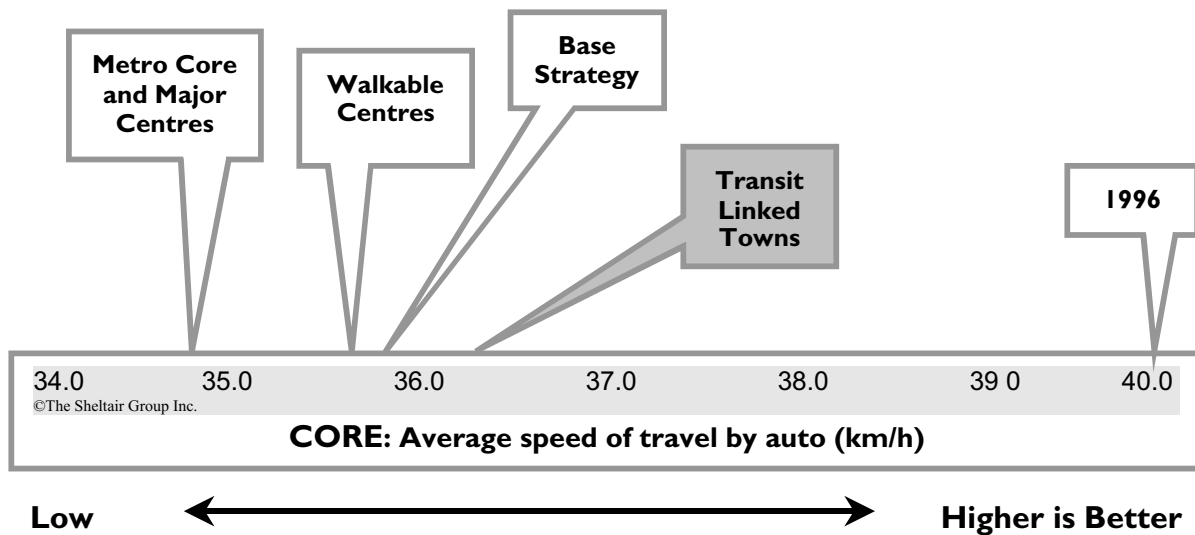 Metro Core
and Major
Centres
Walkable
Centres
Base
Strategy
Transit
Linked
Towns
1996
34.0 35.0 36.0 37.0 38.0 39 0 40.0
©The Sheltair Group Inc.
CORE: Average speed of travel by auto (km/h)
Low Higher is Better